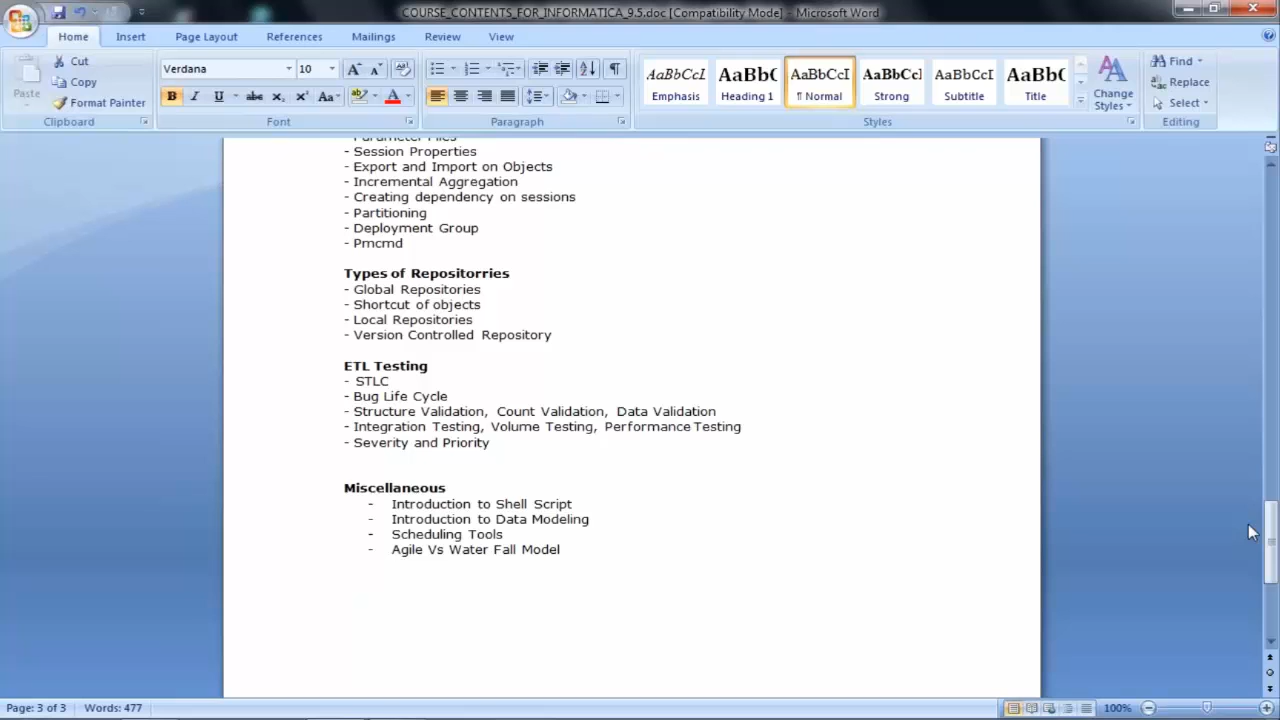 COURSE_CONTENTS_FOR_INFORMATICA_9.5.doc [Compatibility Mode] - Microsoft Word
Home Insert Page Layout References Mailings Review View
Paste Cut Copy Format Painter Clipboard
Verdana 10
B I U abc x₂ x² Aa A
Font
Paragraph
AaBbCcI AaBbC AaBbCcI AaBbCcI AaBbCcI AaBbC
Emphasis Heading 1 ¶ Normal Strong Subtitle Title
Change Styles
Styles
Find
Replace
Select
Editing
- Parameter Files
- Session Properties
- Export and Import on Objects
- Incremental Aggregation
- Creating dependency on sessions
- Partitioning
- Deployment Group
- Pmcmd
Types of Repositorries
- Global Repositories
- Shortcut of objects
- Local Repositories
- Version Controlled Repository
ETL Testing
- STLC
- Bug Life Cycle
- Structure Validation, Count Validation, Data Validation
- Integration Testing, Volume Testing, Performance Testing
- Severity and Priority
Miscellaneous
- Introduction to Shell Script
- Introduction to Data Modeling
- Scheduling Tools
- Agile Vs Water Fall Model
Page: 3 of 3 Words: 477 100%